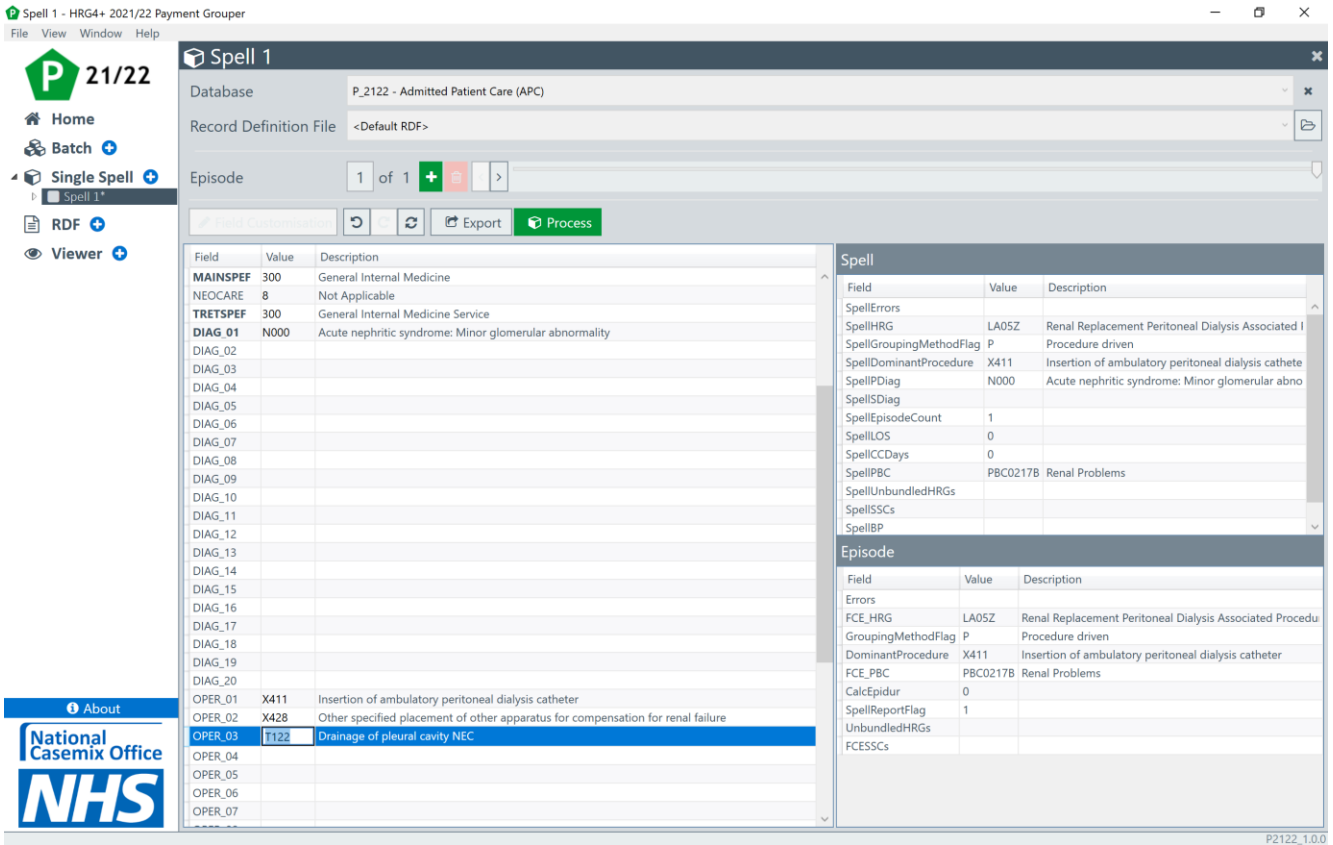 Spell 1 - HRG4+ 2021/22 Payment Grouper
File View Window Help
P 21/22
Home
Batch
Single Spell
Spell 1*
RDF
Viewer
About
National
Casemix Office
NHS
Spell 1
Database P_2122 - Admitted Patient Care (APC)
Record Definition File <Default RDF>
Episode 1 of 1
Field Customisation Export Process
Field Value Description
MAINSPEF 300 General Internal Medicine
NEOCARE 8 Not Applicable
TRETSPEF 300 General Internal Medicine Service
DIAG_01 N000 Acute nephritic syndrome: Minor glomerular abnormality
DIAG_02
DIAG_03
DIAG_04
DIAG_05
DIAG_06
DIAG_07
DIAG_08
DIAG_09
DIAG_10
DIAG_11
DIAG_12
DIAG_13
DIAG_14
DIAG_15
DIAG_16
DIAG_17
DIAG_18
DIAG_19
DIAG_20
OPER_01 X411 Insertion of ambulatory peritoneal dialysis catheter
OPER_02 X428 Other specified placement of other apparatus for compensation for renal failure
OPER_03 T122 Drainage of pleural cavity NEC
OPER_04
OPER_05
OPER_06
OPER_07
Spell
Field Value Description
SpellErrors
SpellHRG LA05Z Renal Replacement Peritoneal Dialysis Associated
SpellGroupingMethodFlag P Procedure driven
SpellDominantProcedure X411 Insertion of ambulatory peritoneal dialysis cathete
SpellPDiag N000 Acute nephritic syndrome: Minor glomerular abno
SpellSDiag
SpellEpisodeCount 1
SpellLOS 0
SpellCCDays 0
SpellPBC PBC0217B Renal Problems
SpellUnbundledHRGs
SpellSSCs
SpellBP
Episode
Field Value Description
Errors
FCE_HRG LA05Z Renal Replacement Peritoneal Dialysis Associated Procedu
GroupingMethodFlag P Procedure driven
DominantProcedure X411 Insertion of ambulatory peritoneal dialysis catheter
FCE_PBC PBC0217B Renal Problems
CalcEpidur 0
SpellReportFlag 1
UnbundledHRGs
FCESSCs
P2122_1.0.0